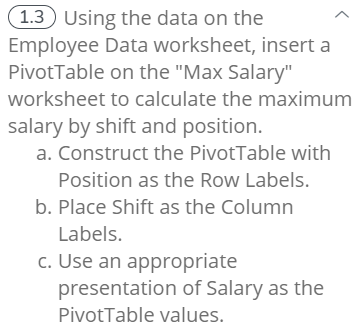 1.3 Using the data on the
Employee Data worksheet, insert a
PivotTable on the "Max Salary"
worksheet to calculate the maximum
salary by shift and position.
a. Construct the PivotTable with
Position as the Row Labels.
b. Place Shift as the Column
Labels.
c. Use an appropriate
presentation of Salary as the
PivotTable values.